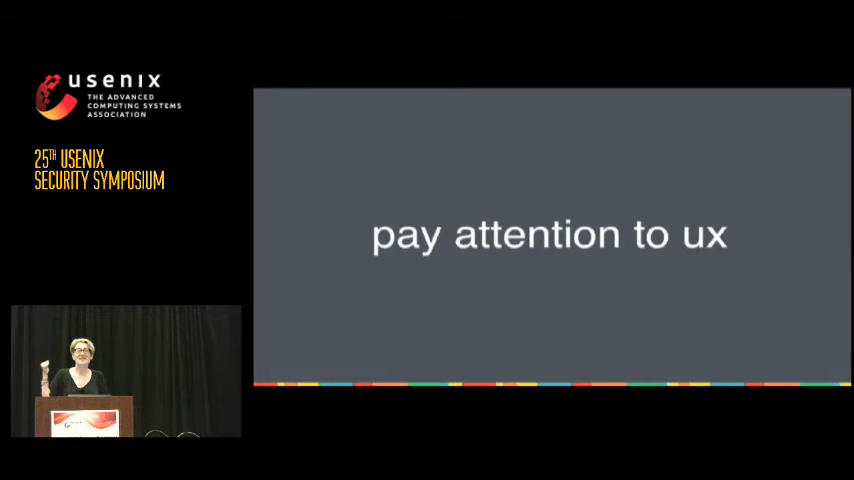 usenix
THE ADVANCED
COMPUTING SYSTEMS
ASSOCIATION
25TH USENIX
SECURITY SYMPOSIUM
pay attention to ux